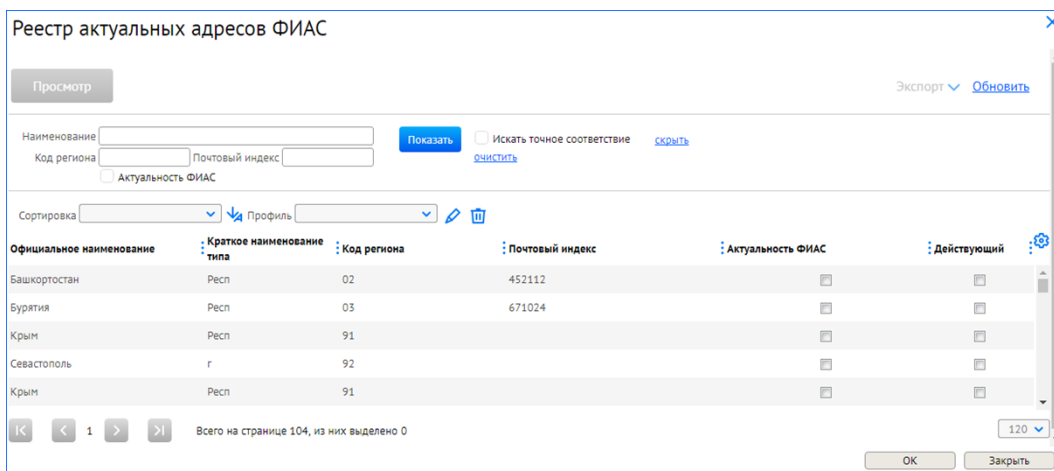 Реестр актуальных адресов ФИАС
Просмотр Экспорт Обновить
Наименование Показать Искать точное соответствие скрыть
Код региона Почтовый индекс очистить
Актуальность ФИАС
Сортировка Профиль
Официальное наименование Краткое наименование типа Код региона Почтовый индекс Актуальность ФИАС Действующий
Башкортостан Респ 02 452112
Бурятия Респ 03 671024
Крым Респ 91
Севастополь г 92
Крым Респ 91
1 Всего на странице 104, из них выделено 0 120
ОК Закрыть